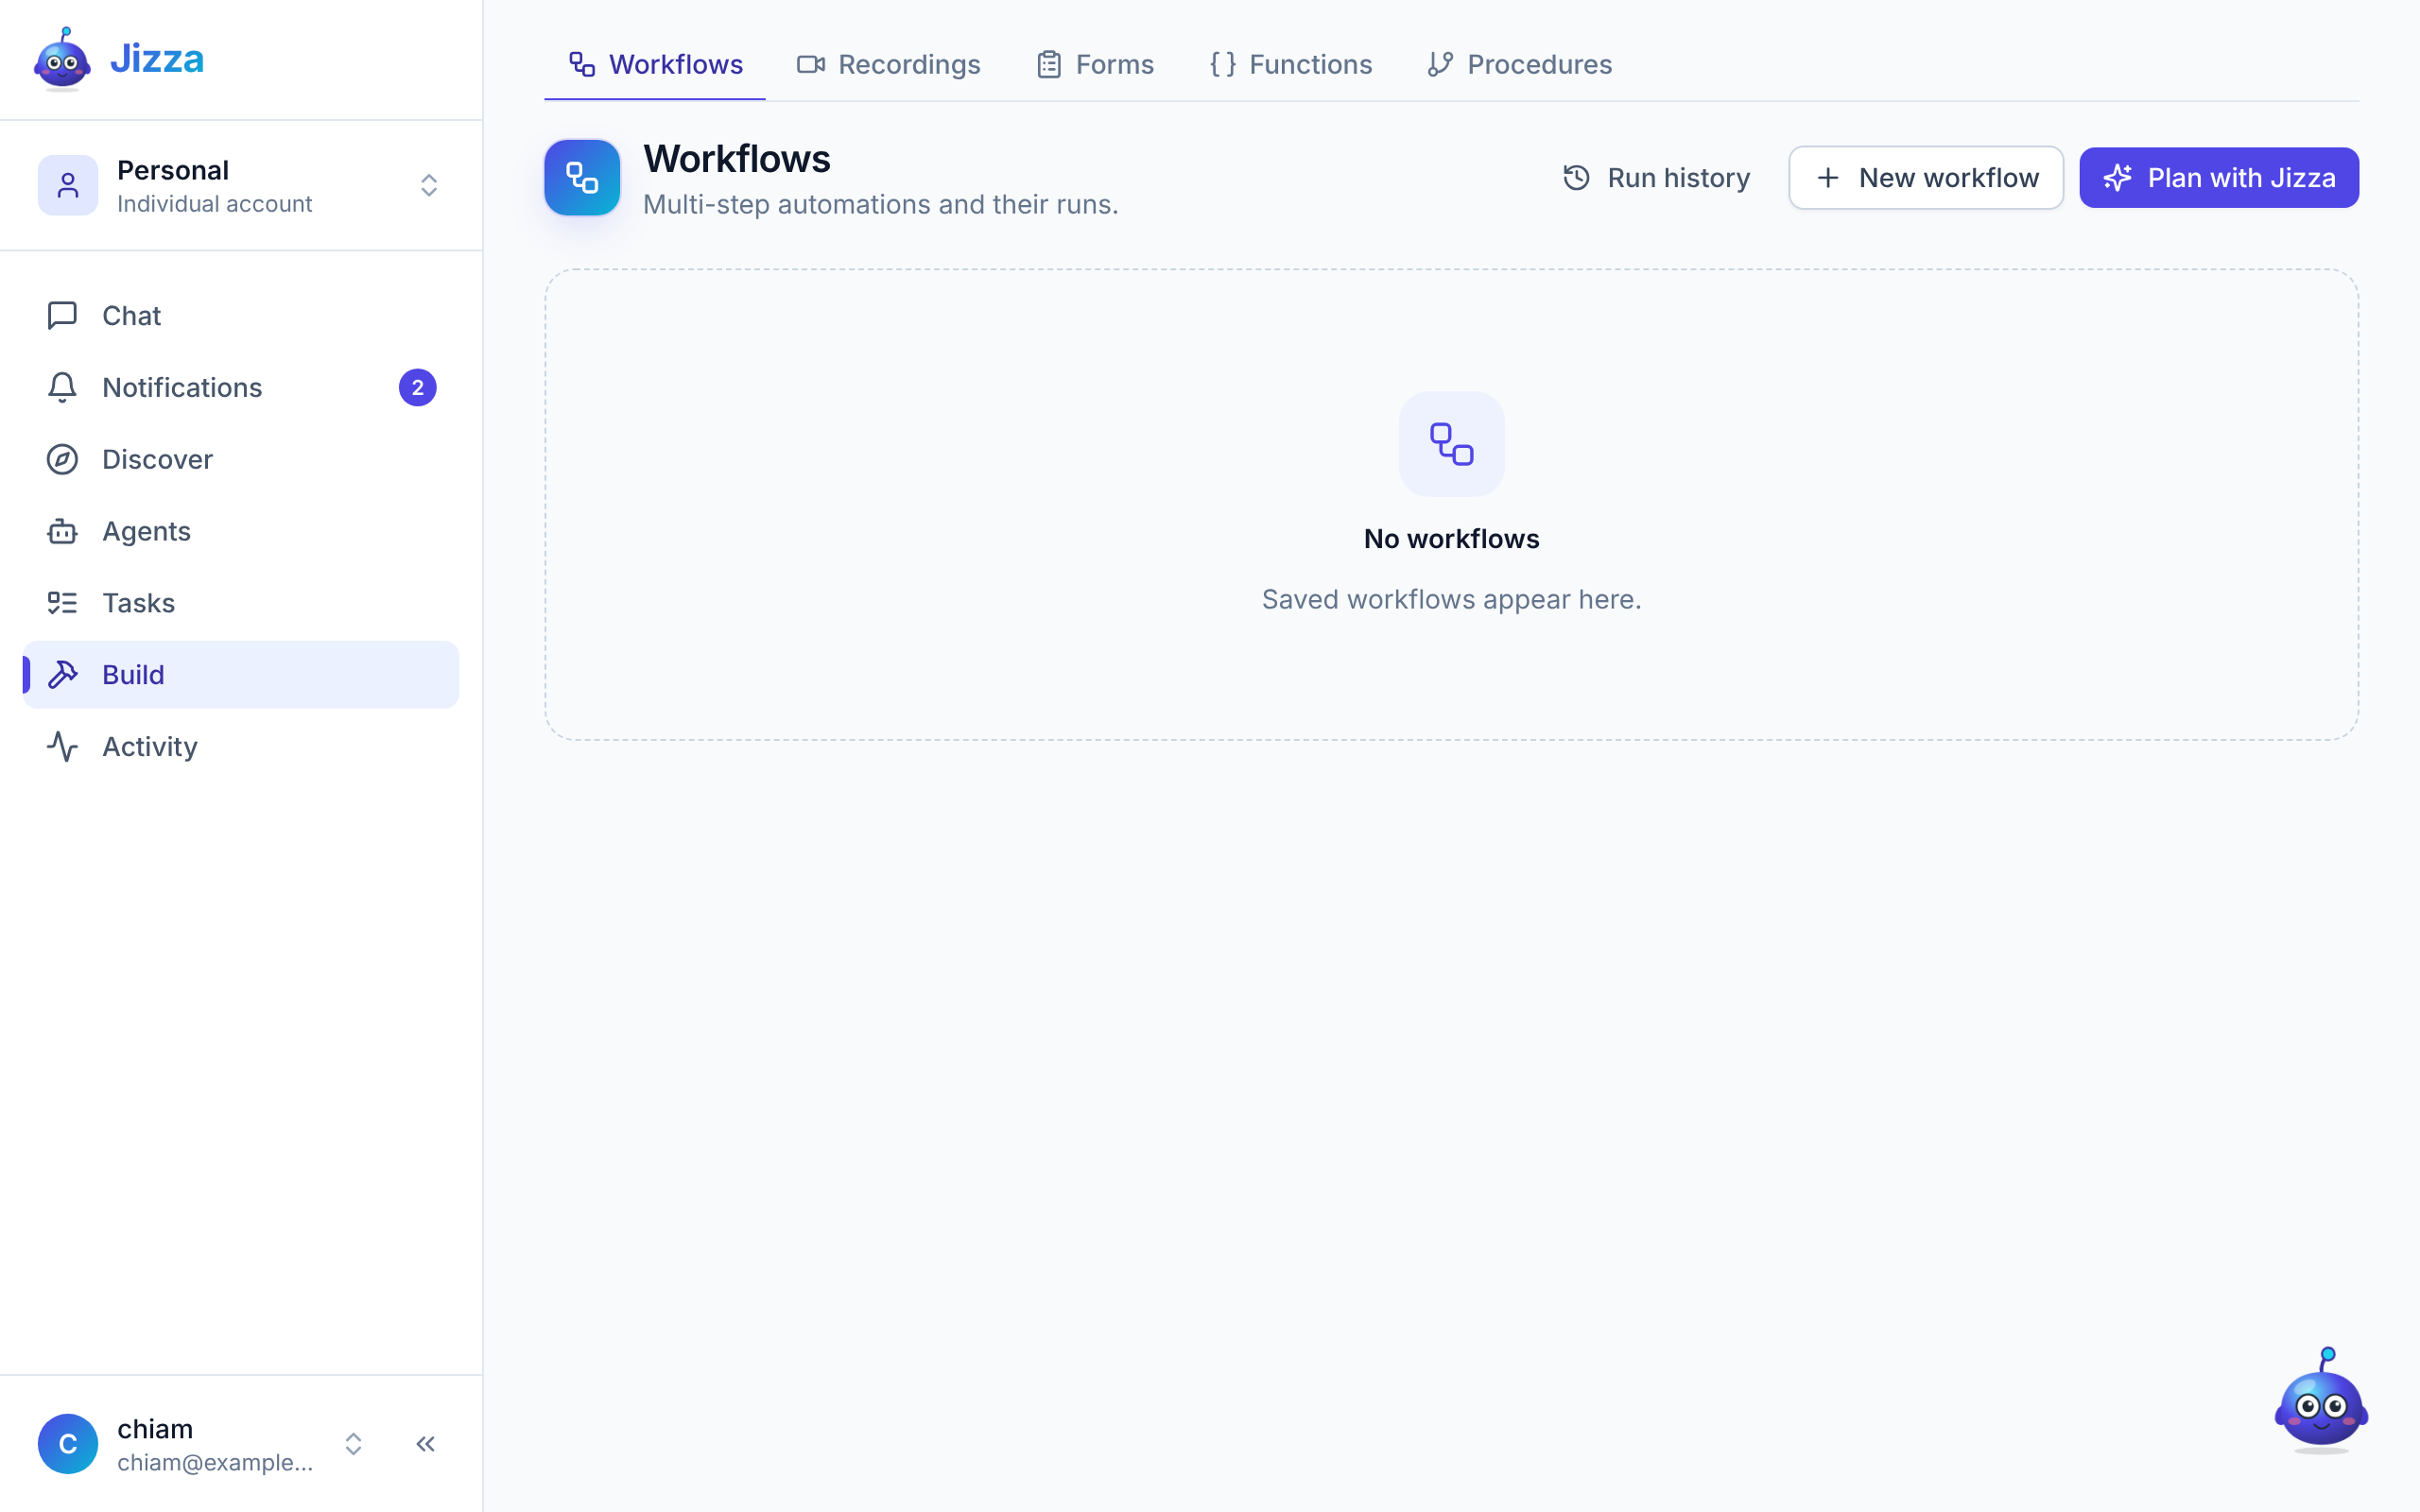 Jizza
Personal
Individual account
Chat
Notifications
2
Discover
Agents
Tasks
Build
Activity
C
chiam
chiam@example...
Workflows
Recordings
Forms
Functions
Procedures
Workflows
Multi-step automations and their runs.
Run history
New workflow
Plan with Jizza
No workflows
Saved workflows appear here.